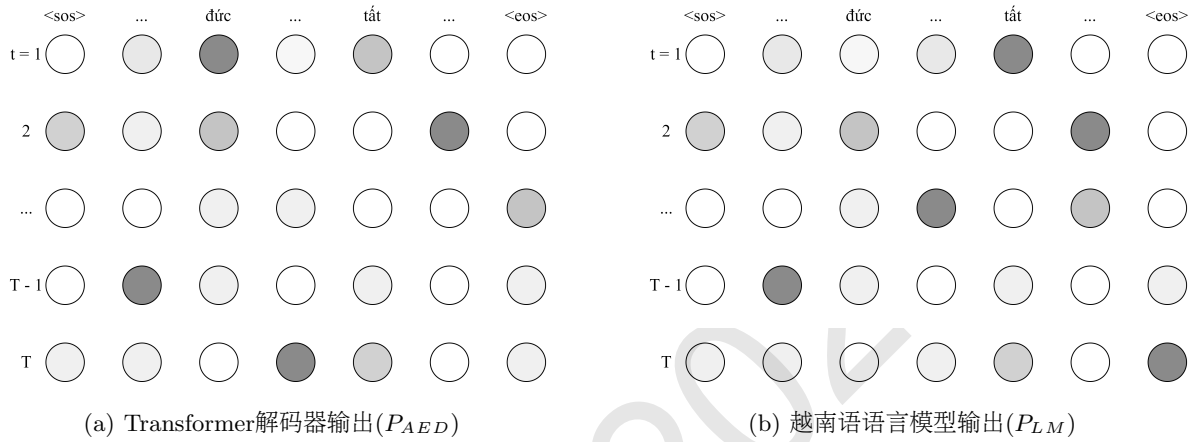 <sos> ... đức ... tất ... <eos>
t = 1
2
...
T - 1
T
(a) Transformer解码器输出(P_{AED})
<sos> ... đức ... tất ... <eos>
t = 1
2
...
T - 1
T
(b) 越南语语言模型输出(P_{LM})
202